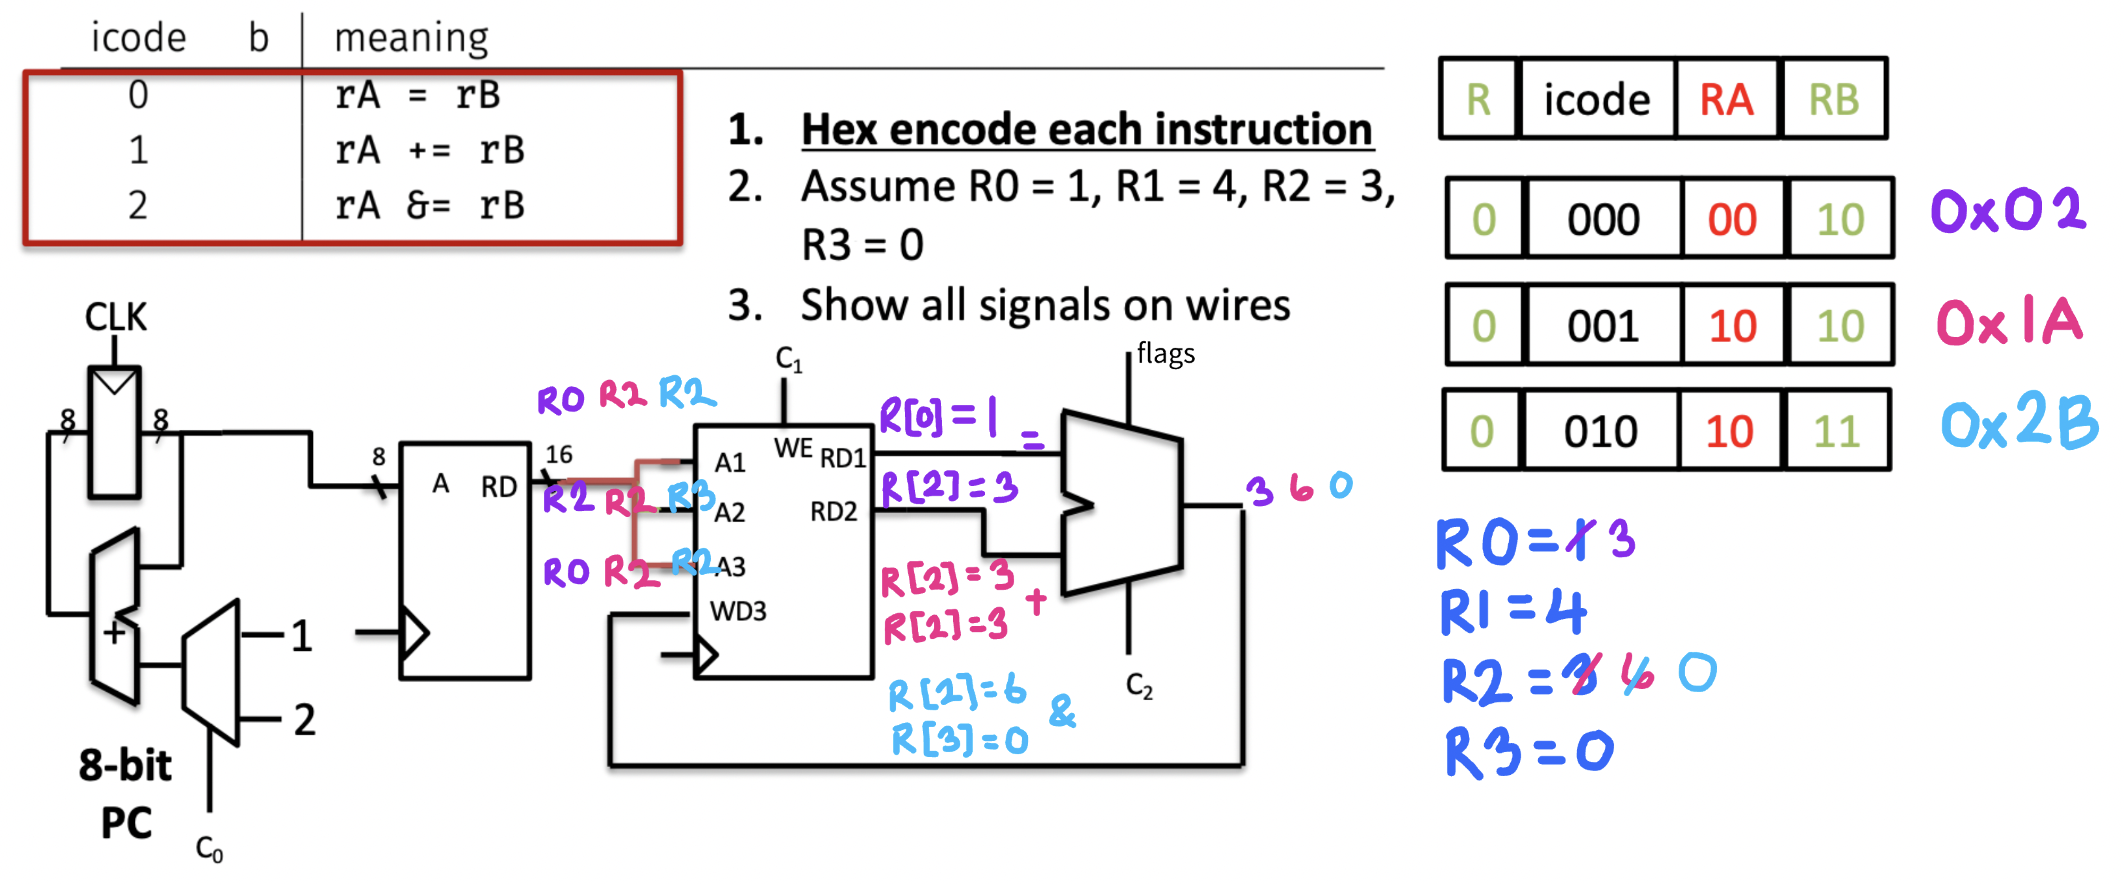 icode b meaning
0 rA = rB
1 rA += rB
2 rA &= rB
1. Hex encode each instruction
2. Assume R0 = 1, R1 = 4, R2 = 3,
R3 = 0
3. Show all signals on wires
R icode RA RB
0 000 00 10 0x02
0 001 10 10 0x1A
0 010 10 11 0x2B
CLK
8 8
8
A RD
16
+
1
2
8-bit
PC
C0
R0 R2 R2
R2 R2 R3
R0 R2 R2
C1
WE
A1 RD1
A2 RD2
A3
WD3
R[0]=1 =
R[2]=3
R[2]=3 +
R[2]=3
R[2]=6 &
R[3]=0
flags
C2
3 6 0
R0=1 3
R1=4
R2=3 6 0
R3=0